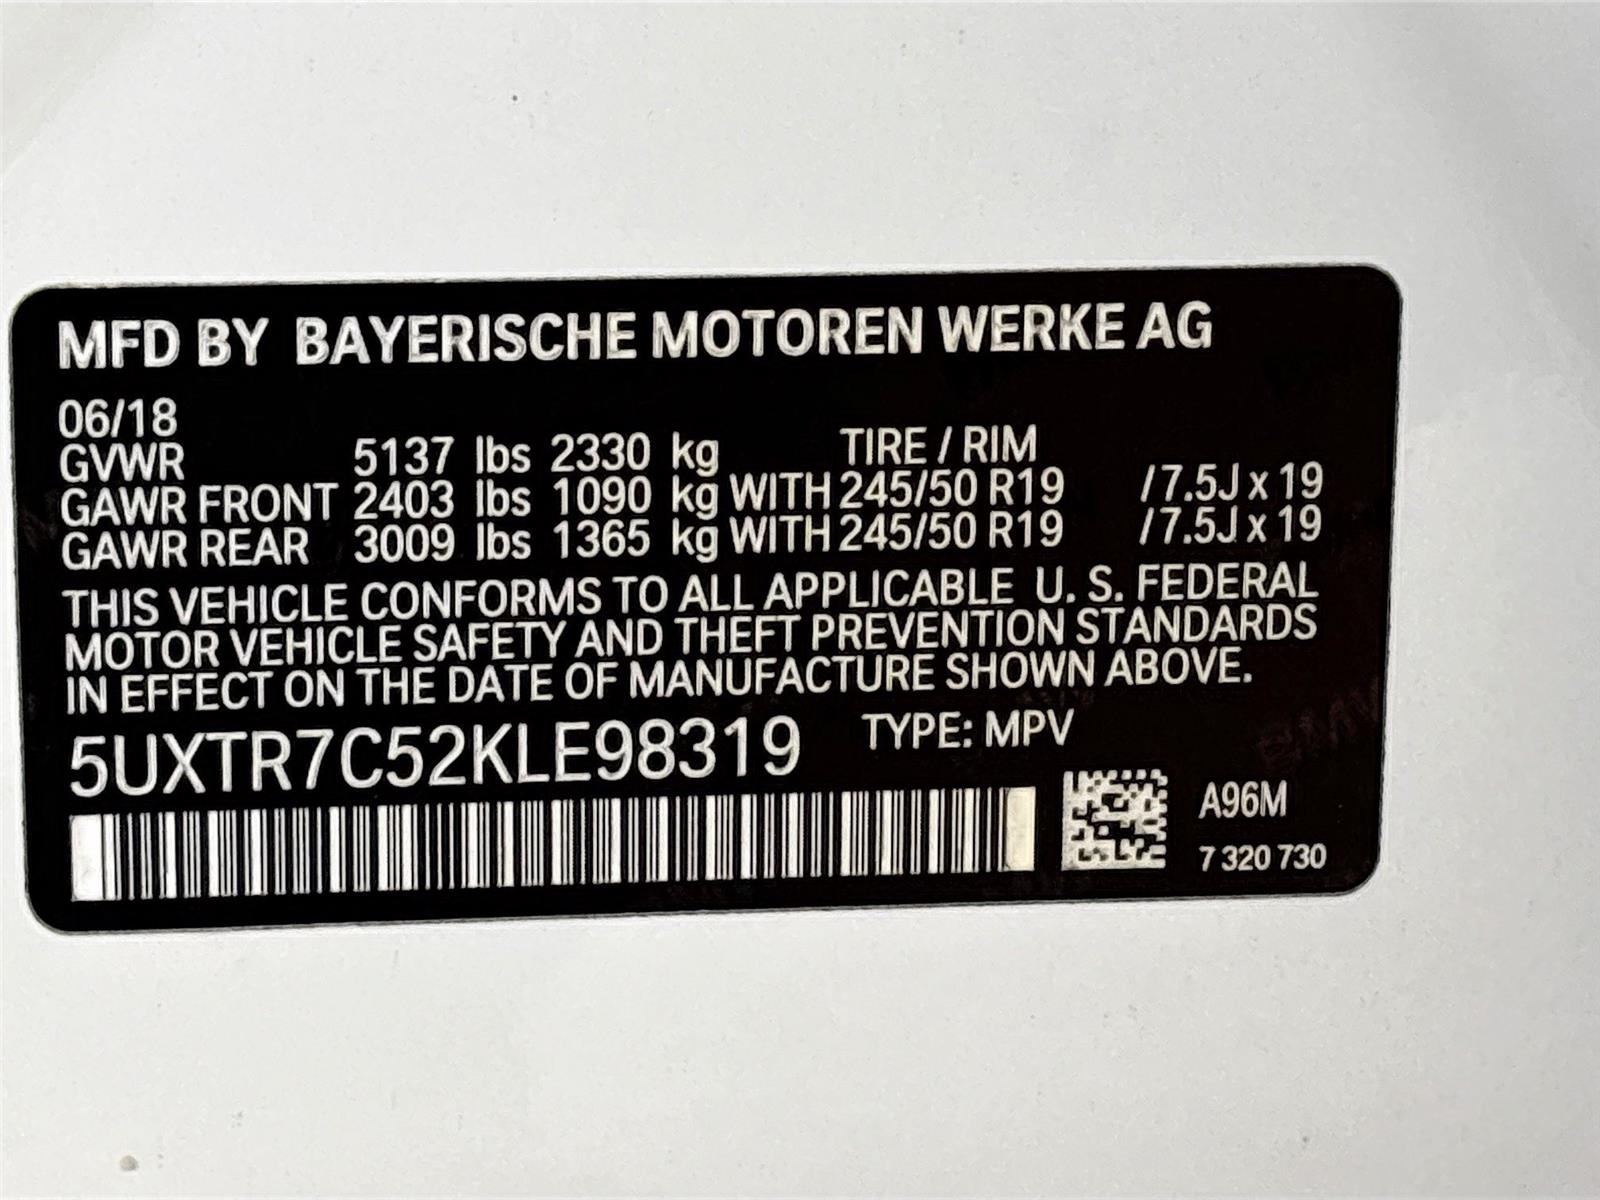 MFD BY BAYERISCHE MOTOREN WERKE AG
06/18
GVWR 5137 lbs 2330 kg TIRE / RIM
GAWR FRONT 2403 lbs 1090 kg WITH 245/50 R19 /7.5J x 19
GAWR REAR 3009 lbs 1365 kg WITH 245/50 R19 /7.5J x 19
THIS VEHICLE CONFORMS TO ALL APPLICABLE U. S. FEDERAL
MOTOR VEHICLE SAFETY AND THEFT PREVENTION STANDARDS
IN EFFECT ON THE DATE OF MANUFACTURE SHOWN ABOVE.
5UXTR7C52KLE98319 TYPE: MPV
A96M
7 320 730